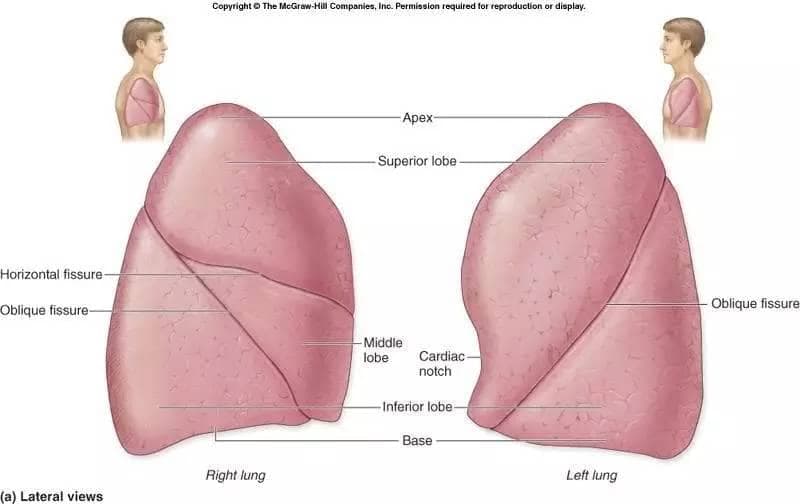 Copyright © The McGraw-Hill Companies, Inc. Permission required for reproduction or display.
Apex
Superior lobe
Horizontal fissure
Oblique fissure
Oblique fissure
Middle
lobe
Cardiac
notch
Inferior lobe
Base
Right lung
Left lung
(a) Lateral views